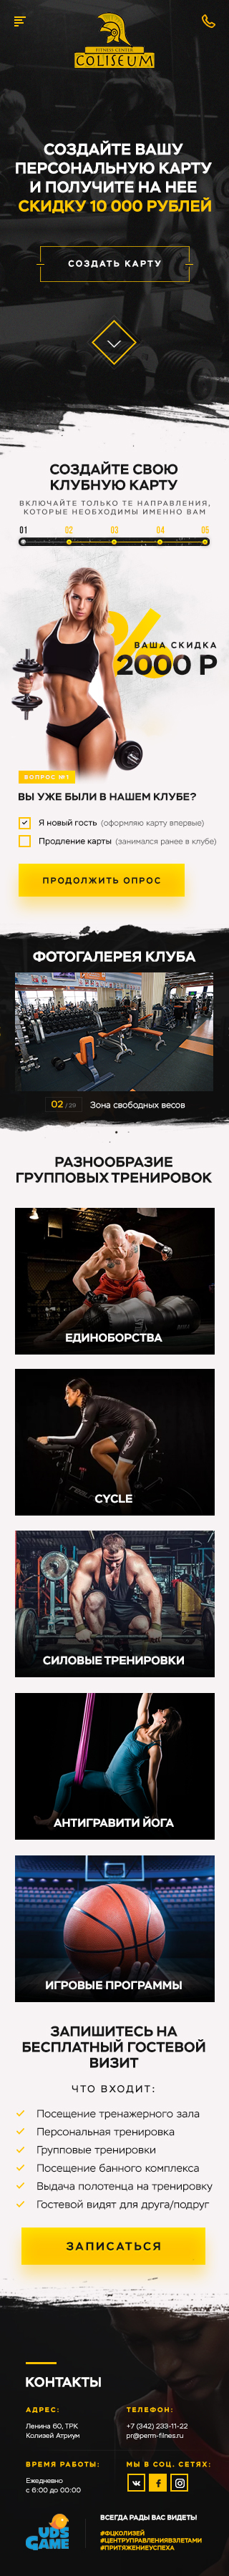 FITNESS CENTER
COLISEUM
СОЗДАЙТЕ ВАШУ
ПЕРСОНАЛЬНУЮ КАРТУ
И ПОЛУЧИТЕ НА НЕЕ
СКИДКУ 10 000 РУБЛЕЙ
СОЗДАТЬ КАРТУ
СОЗДАЙТЕ СВОЮ
КЛУБНУЮ КАРТУ
ВКЛЮЧАЙТЕ ТОЛЬКО ТЕ НАПРАВЛЕНИЯ,
КОТОРЫЕ НЕОБХОДИМЫ ИМЕННО ВАМ
01 02 03 04 05
%
ВАША СКИДКА
2000 Р
ВОПРОС №1
ВЫ УЖЕ БЫЛИ В НАШЕМ КЛУБЕ?
Я новый гость (оформляю карту впервые)
Продление карты (занимался ранее в клубе)
ПРОДОЛЖИТЬ ОПРОС
ФОТОГАЛЕРЕЯ КЛУБА
02 / 29 Зона свободных весов
РАЗНООБРАЗИЕ
ГРУППОВЫХ ТРЕНИРОВОК
ЕДИНОБОРСТВА
CYCLE
СИЛОВЫЕ ТРЕНИРОВКИ
АНТИГРАВИТИ ЙОГА
ИГРОВЫЕ ПРОГРАММЫ
ЗАПИШИТЕСЬ НА
БЕСПЛАТНЫЙ ГОСТЕВОЙ
ВИЗИТ
ЧТО ВХОДИТ:
Посещение тренажерного зала
Персональная тренировка
Групповые тренировки
Посещение банного комплекса
Выдача полотенца на тренировку
Гостевой видят для друга/подруг
ЗАПИСАТЬСЯ
КОНТАКТЫ
АДРЕС:
Ленина 60, ТРК
Колизей Атриум
ТЕЛЕФОН:
+7 (342) 233-11-22
pr@perm-fitnes.ru
ВРЕМЯ РАБОТЫ:
Ежедневно
с 6:00 до 00:00
МЫ В СОЦ. СЕТЯХ:
UDS
GAME
ВСЕГДА РАДЫ ВАС ВИДЕТЬ!
#ФЦКОЛИЗЕЙ
#ЦЕНТРУПРАВЛЕНИЯВЗЛЕТАМИ
#ПРИТЯЖЕНИЕУСПЕХА